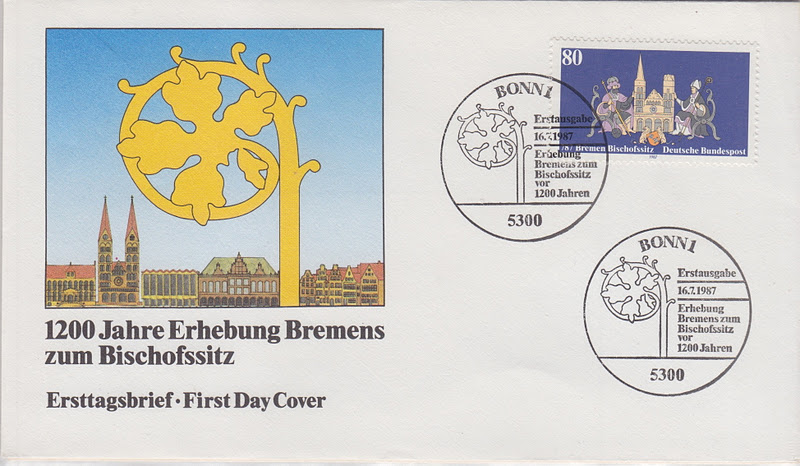 80
787 Bremen Bischofssitz Deutsche Bundespost
1987
BONN 1
Erstausgabe
16.7.1987
Erhebung
Bremens zum
Bischofssitz
vor
1200 Jahren
5300
BONN 1
Erstausgabe
16.7.1987
Erhebung
Bremens zum
Bischofssitz
vor
1200 Jahren
5300
1200 Jahre Erhebung Bremens
zum Bischofssitz
Ersttagsbrief · First Day Cover